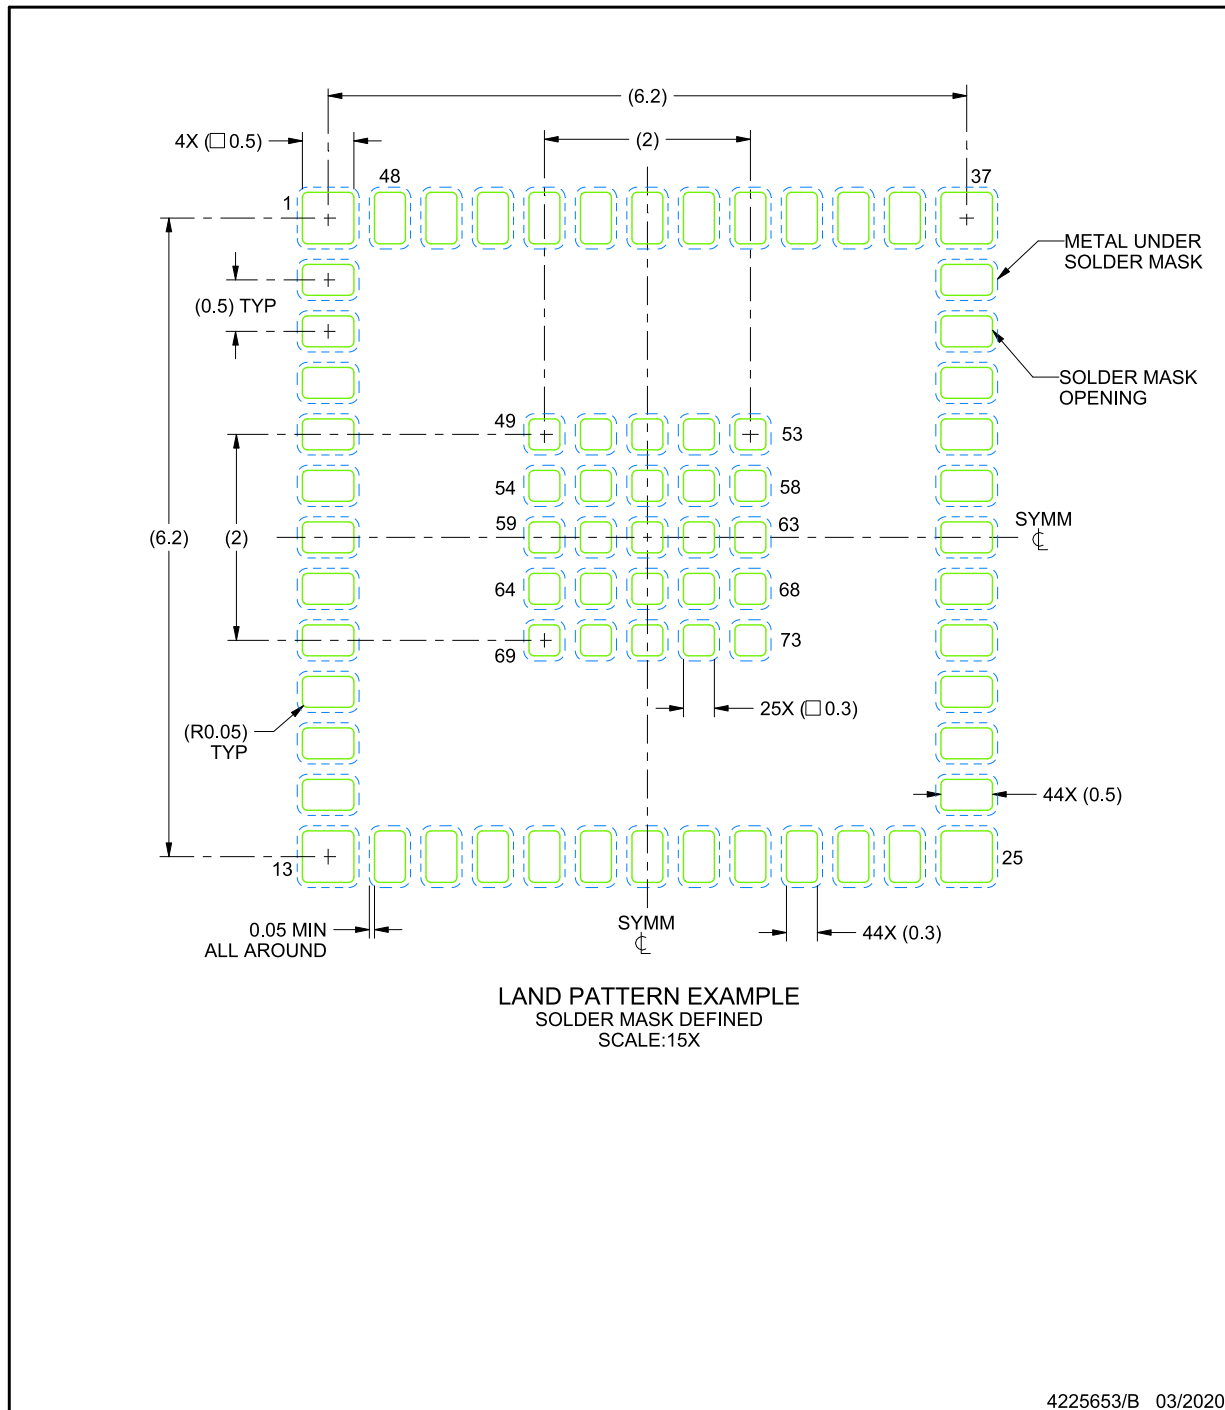 (6.2)
4X (□ 0.5)
(2)
48
37
1
METAL UNDER
SOLDER MASK
(0.5) TYP
SOLDER MASK
OPENING
49
53
54
58
SYMM
℄
59
63
(6.2)
(2)
64
68
69
73
25X (□ 0.3)
(R0.05)
TYP
44X (0.5)
13
25
0.05 MIN
ALL AROUND
SYMM
℄
44X (0.3)
LAND PATTERN EXAMPLE
SOLDER MASK DEFINED
SCALE:15X
4225653/B 03/2020